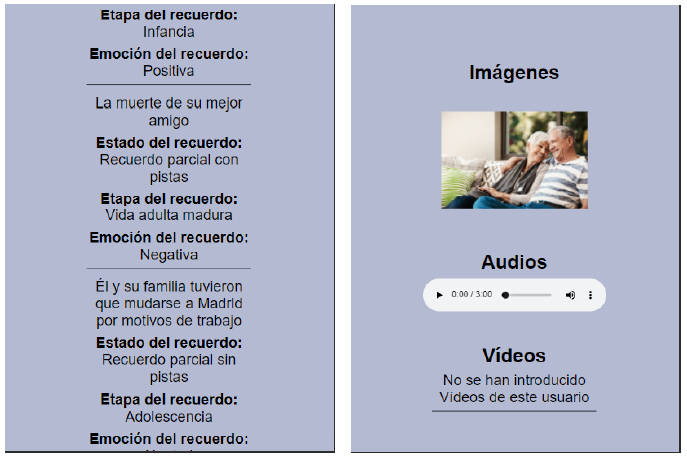 Etapa del recuerdo:
Infancia
Emoción del recuerdo:
Positiva
La muerte de su mejor
amigo
Estado del recuerdo:
Recuerdo parcial con
pistas
Etapa del recuerdo:
Vida adulta madura
Emoción del recuerdo:
Negativa
Él y su familia tuvieron
que mudarse a Madrid
por motivos de trabajo
Estado del recuerdo:
Recuerdo parcial sin
pistas
Etapa del recuerdo:
Adolescencia
Emoción del recuerdo:
Imágenes
Audios
0:00 / 3:00
Vídeos
No se han introducido
Videos de este usuario